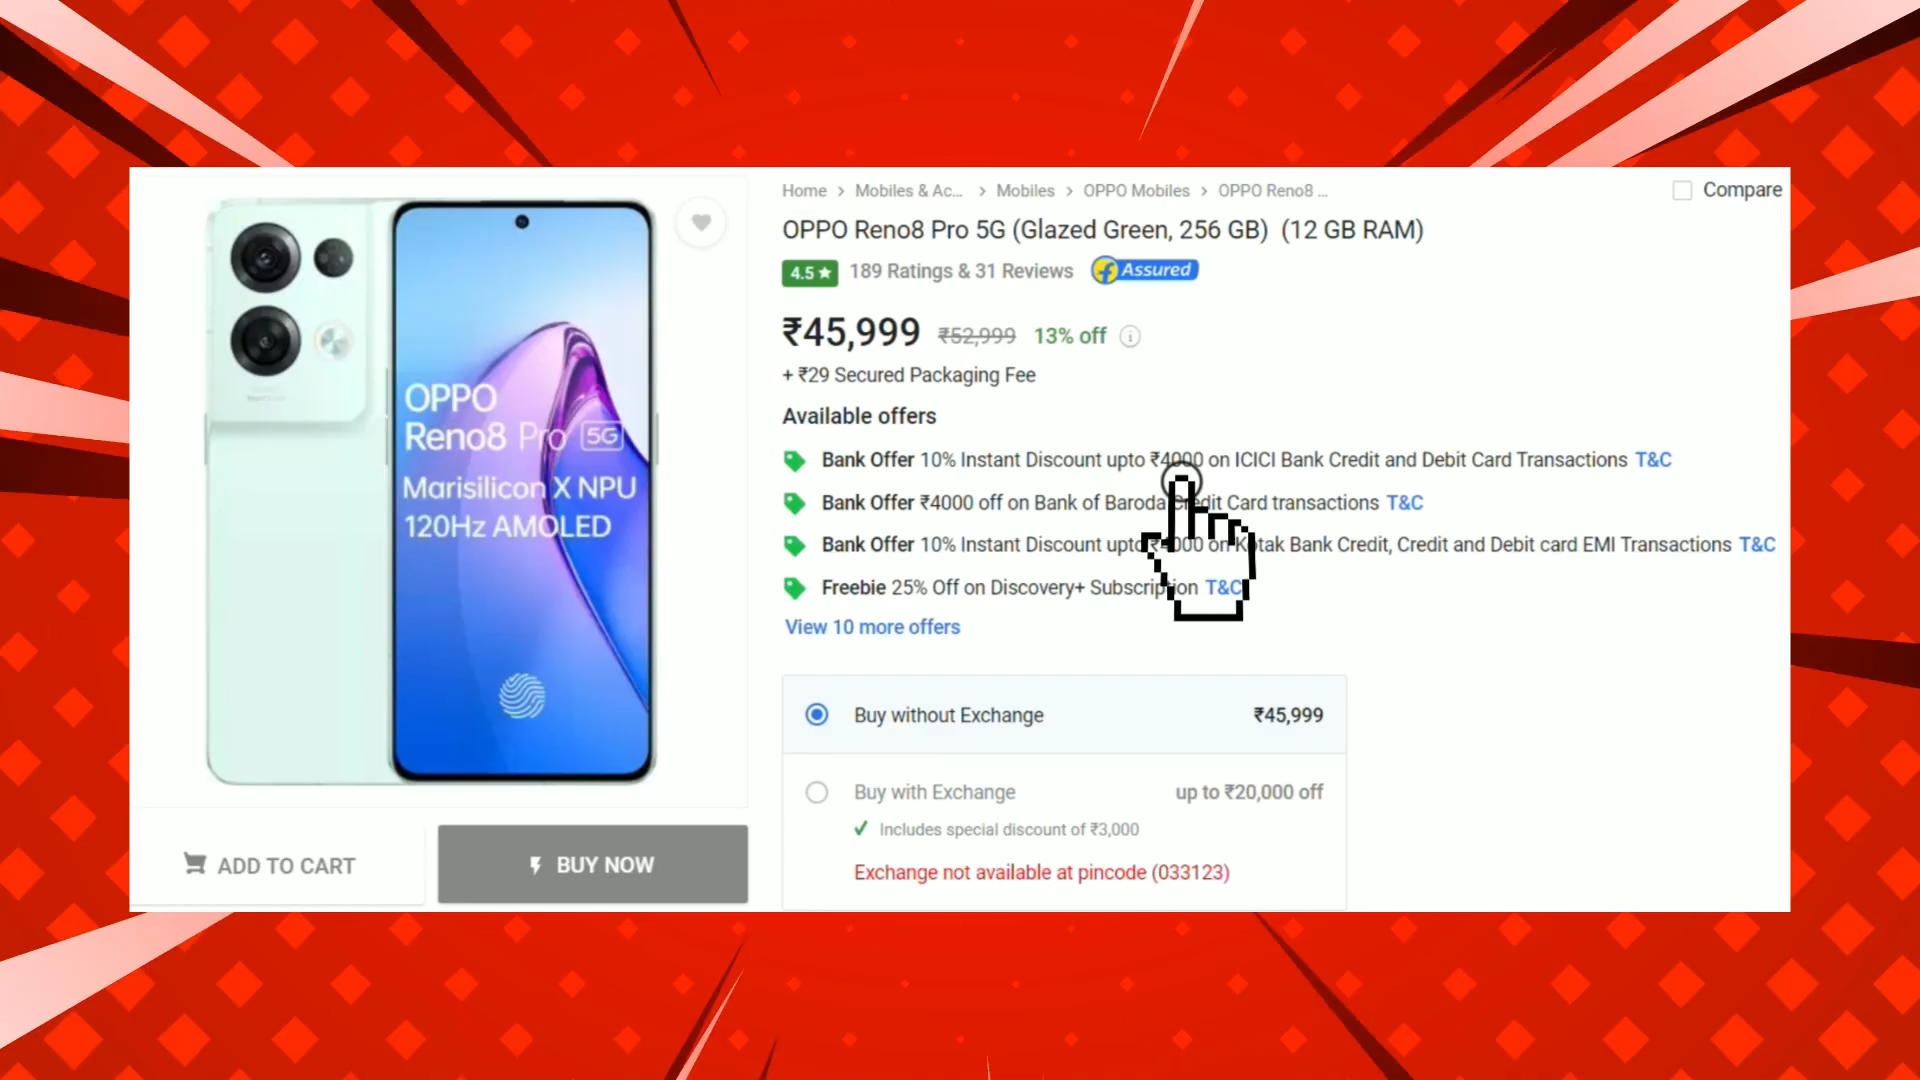 Home > Mobiles & Ac... > Mobiles > OPPO Mobiles > OPPO Reno8 ...
Compare
OPPO Reno8 Pro 5G (Glazed Green, 256 GB) (12 GB RAM)
4.5★ 189 Ratings & 31 Reviews Assured
₹45,999 ₹52,999 13% off
+ ₹29 Secured Packaging Fee
Available offers
Bank Offer 10% Instant Discount upto ₹4000 on ICICI Bank Credit and Debit Card Transactions T&C
Bank Offer ₹4000 off on Bank of Baroda Credit Card transactions T&C
Bank Offer 10% Instant Discount upto ₹4000 on Kotak Bank Credit, Credit and Debit card EMI Transactions T&C
Freebie 25% Off on Discovery+ Subscription T&C
View 10 more offers
Buy without Exchange ₹45,999
Buy with Exchange up to ₹20,000 off
✓ Includes special discount of ₹3,000
Exchange not available at pincode (033123)
OPPO
Reno8 Pro 5G
Marisilicon X NPU
120Hz AMOLED
ADD TO CART
BUY NOW